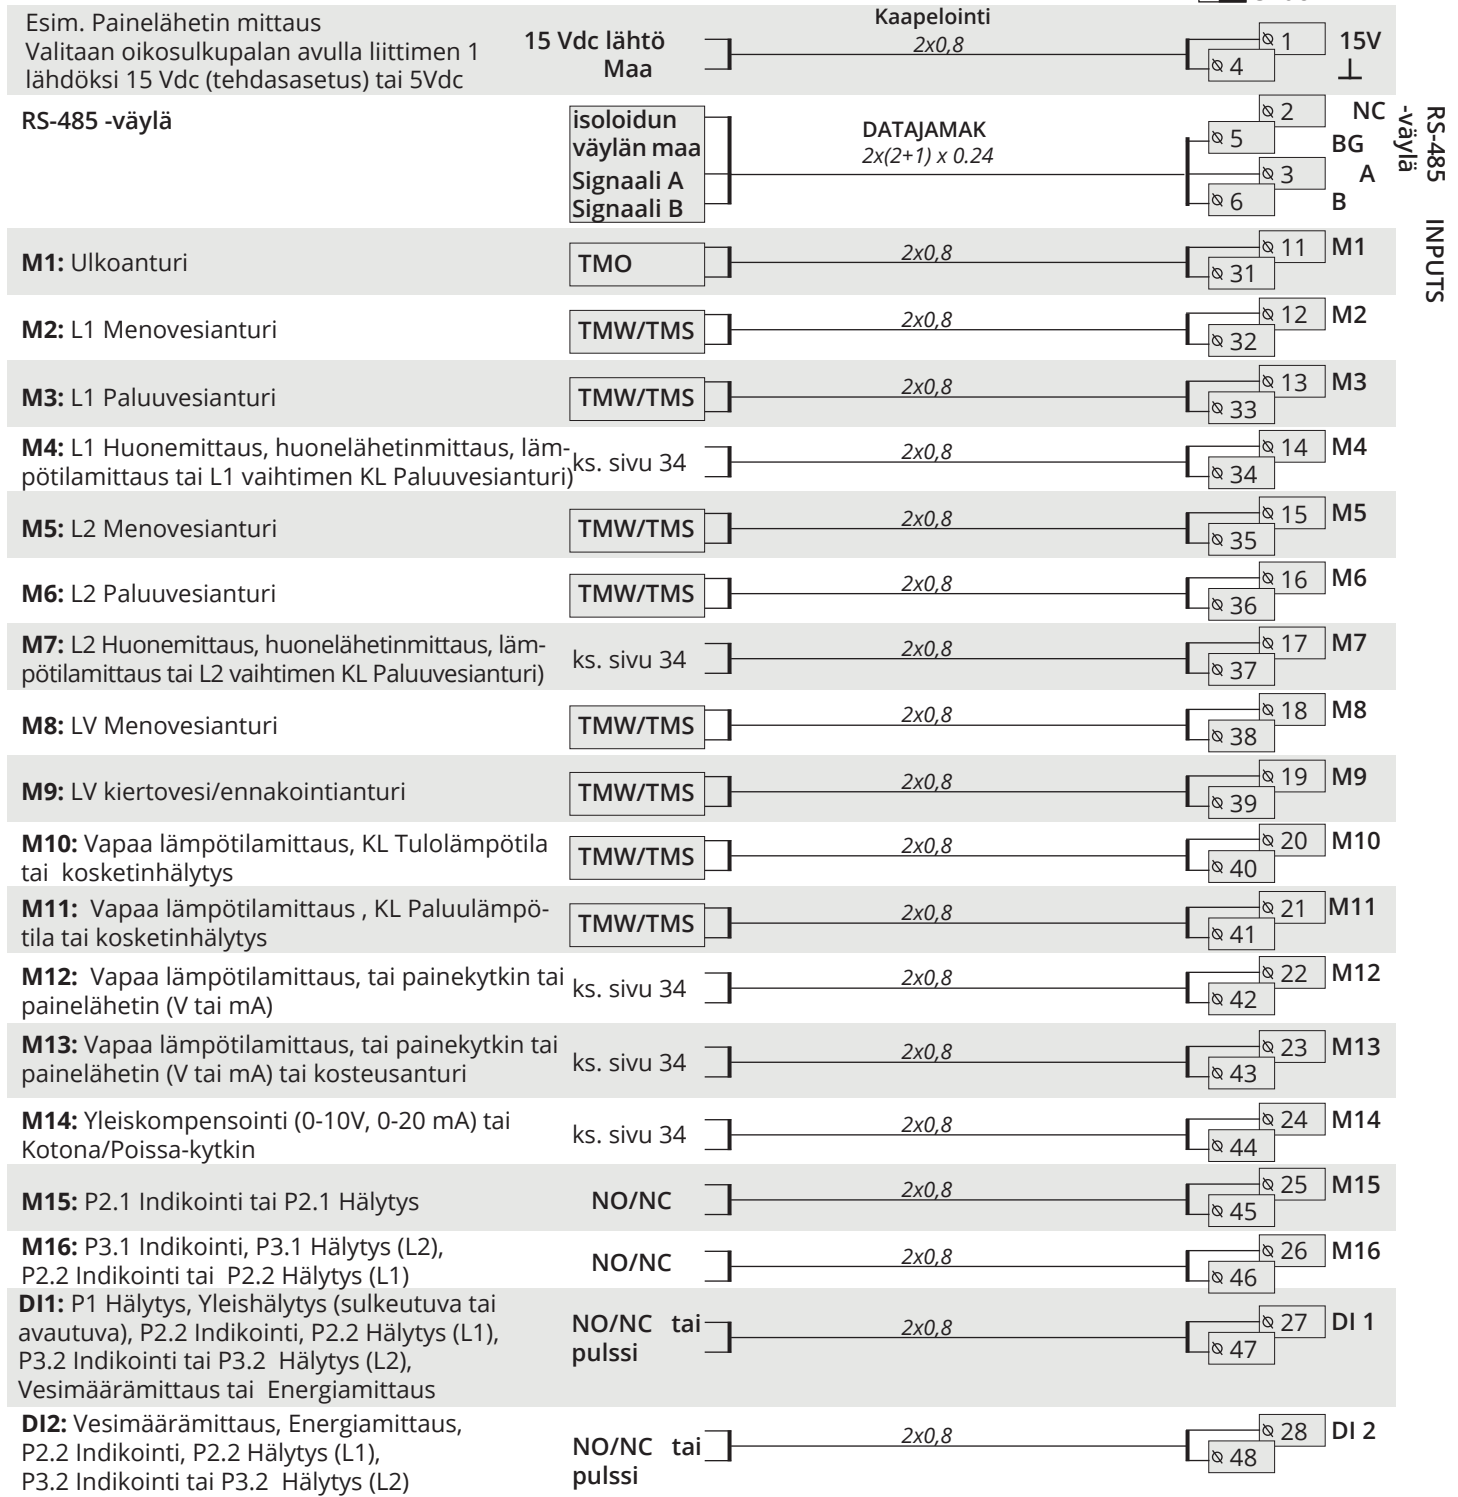 Esim. Painelähetin mittaus
Valitaan oikosulkupalan avulla liittimen 1
lähdöksi 15 Vdc (tehdasasetus) tai 5Vdc
15 Vdc lähtö
Maa
Kaapelointi
2x0,8
1
4
15V
RS-485 -väylä
isoloidun
väylän maa
Signaali A
Signaali B
DATAJAMAK
2x(2+1) x 0.24
2
5
3
6
NC
BG
A
B
RS-485
-väylä
INPUTS
M1: Ulkoanturi
TMO
2x0,8
11
31
M1
M2: L1 Menovesianturi
TMW/TMS
2x0,8
12
32
M2
M3: L1 Paluuvesianturi
TMW/TMS
2x0,8
13
33
M3
M4: L1 Huonemittaus, huonelähetinmittaus, läm-
pötilamittaus tai L1 vaihtimen KL Paluuvesianturi)
ks. sivu 34
2x0,8
14
34
M4
M5: L2 Menovesianturi
TMW/TMS
2x0,8
15
35
M5
M6: L2 Paluuvesianturi
TMW/TMS
2x0,8
16
36
M6
M7: L2 Huonemittaus, huonelähetinmittaus, läm-
pötilamittaus tai L2 vaihtimen KL Paluuvesianturi)
ks. sivu 34
2x0,8
17
37
M7
M8: LV Menovesianturi
TMW/TMS
2x0,8
18
38
M8
M9: LV kiertovesi/ennakointianturi
TMW/TMS
2x0,8
19
39
M9
M10: Vapaa lämpötilamittaus, KL Tulolämpötila
tai kosketinhälytys
TMW/TMS
2x0,8
20
40
M10
M11: Vapaa lämpötilamittaus , KL Paluulämpö-
tila tai kosketinhälytys
TMW/TMS
2x0,8
21
41
M11
M12: Vapaa lämpötilamittaus, tai painekytkin tai
painelähetin (V tai mA)
ks. sivu 34
2x0,8
22
42
M12
M13: Vapaa lämpötilamittaus, tai painekytkin tai
painelähetin (V tai mA) tai kosteusanturi
ks. sivu 34
2x0,8
23
43
M13
M14: Yleiskompensointi (0-10V, 0-20 mA) tai
Kotona/Poissa-kytkin
ks. sivu 34
2x0,8
24
44
M14
M15: P2.1 Indikointi tai P2.1 Hälytys
NO/NC
2x0,8
25
45
M15
M16: P3.1 Indikointi, P3.1 Hälytys (L2),
P2.2 Indikointi tai P2.2 Hälytys (L1)
NO/NC
2x0,8
26
46
M16
DI1: P1 Hälytys, Yleishälytys (sulkeutuva tai
avautuva), P2.2 Indikointi, P2.2 Hälytys (L1),
P3.2 Indikointi tai P3.2 Hälytys (L2),
Vesimäärämittaus tai Energiamittaus
NO/NC tai
pulssi
2x0,8
27
47
DI 1
DI2: Vesimäärämittaus, Energiamittaus,
P2.2 Indikointi, P2.2 Hälytys (L1),
P3.2 Indikointi tai P3.2 Hälytys (L2)
NO/NC tai
pulssi
2x0,8
28
48
DI 2